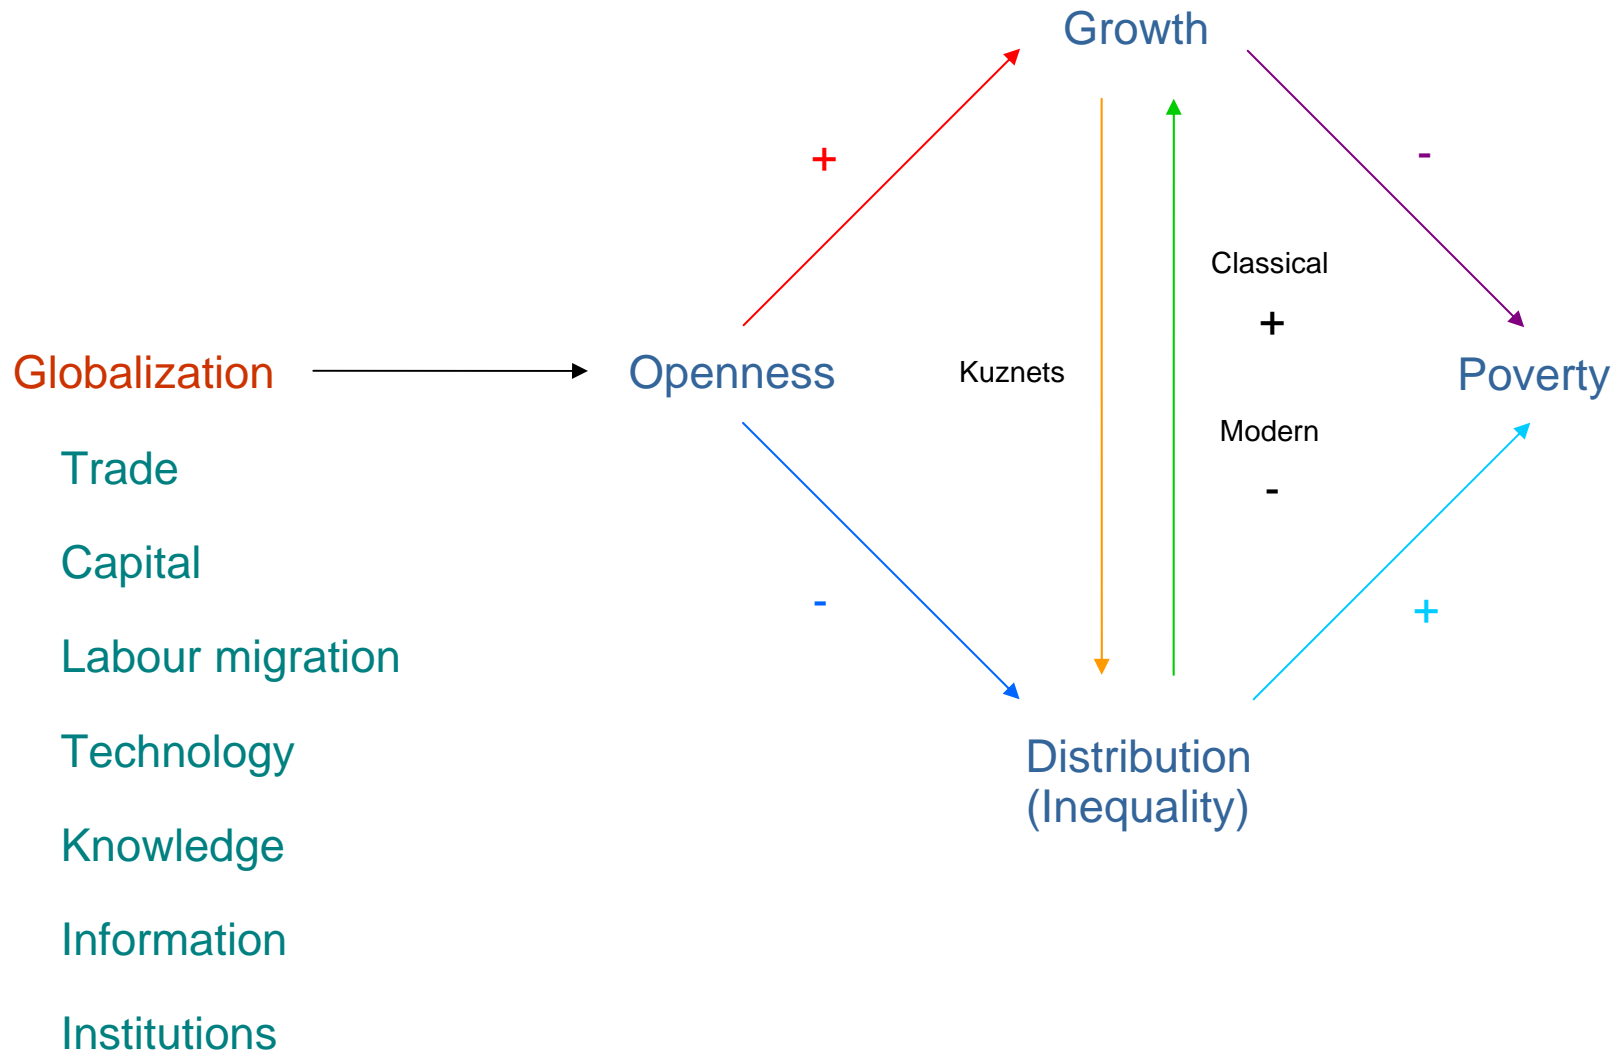 Growth
+
-
Classical
+
Globalization
Openness
Kuznets
Poverty
Modern
-
Trade
Capital
-
+
Labour migration
Technology
Distribution
(Inequality)
Knowledge
Information
Institutions